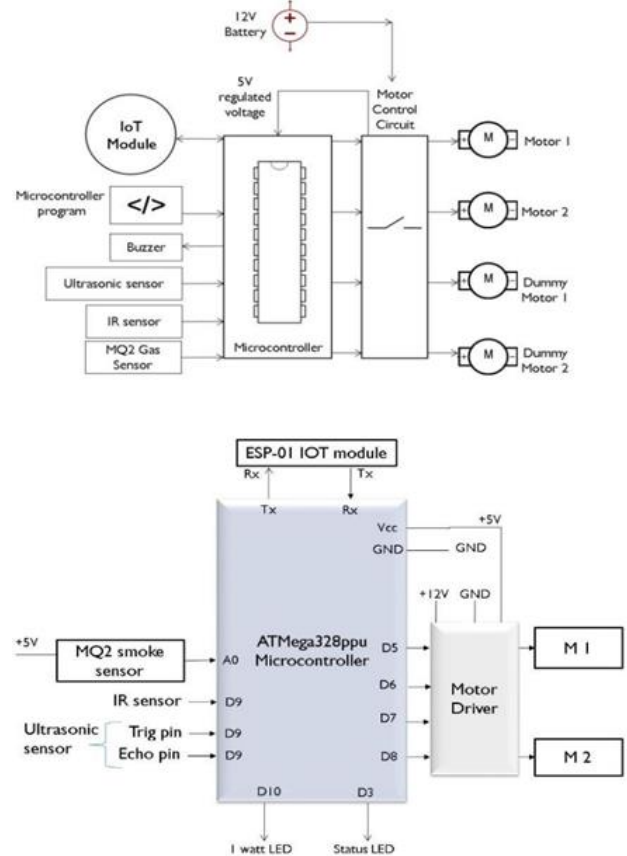 12V
Battery
5V
regulated
voltage
Motor
Control
Circuit
IoT
Module
M
Motor 1
Microcontroller
program
</>
M
Motor 2
Buzzer
Ultrasonic sensor
M
Dummy
Motor 1
IR sensor
MQ2 Gas
Sensor
Microcontroller
M
Dummy
Motor 2
ESP-01 IOT module
Rx
Tx
Tx
Rx
Vcc
+5V
GND
GND
+12V
GND
+5V
MQ2 smoke
sensor
A0
ATMega328ppu
Microcontroller
D5
M 1
D6
Motor
Driver
IR sensor
D9
D7
Ultrasonic
sensor
Trig pin
D9
Echo pin
D9
D8
M 2
D10
D3
1 watt LED
Status LED